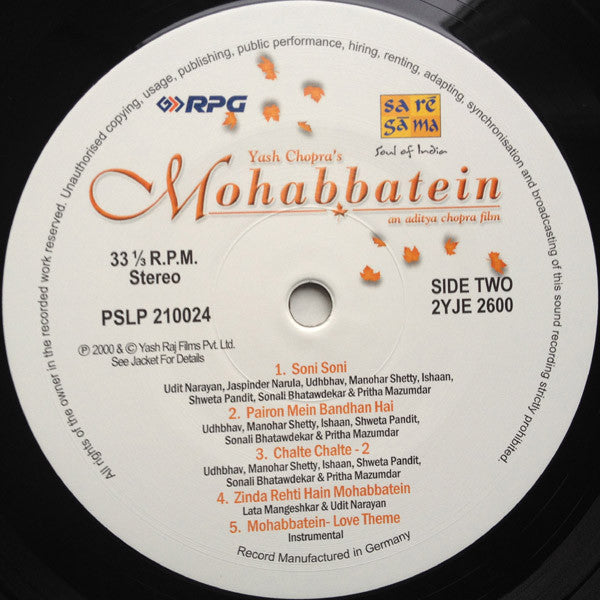 All rights of the owner in the recorded work reserved. Unauthorised copying, usage, publishing, public performance, hiring, renting, adapting, synchronisation and broadcasting of this sound recording strictly prohibited.
RPG
sa rē
gā ma
Soul of India
Yash Chopra's
Mohabbatein
an aditya chopra film
33 ⅓ R.P.M.
Stereo
SIDE TWO
2YJE 2600
PSLP 210024
℗ 2000 & © Yash Raj Films Pvt. Ltd.
See Jacket For Details
1. Soni Soni
Udit Narayan, Jaspinder Narula, Udhbhav, Manohar Shetty, Ishaan,
Shweta Pandit, Sonali Bhatawdekar & Pritha Mazumdar
2. Pairon Mein Bandhan Hai
Udhbhav, Manohar Shetty, Ishaan, Shweta Pandit,
Sonali Bhatawdekar & Pritha Mazumdar
3. Chalte Chalte - 2
Udhbhav, Manohar Shetty, Ishaan, Shweta Pandit,
Sonali Bhatawdekar & Pritha Mazumdar
4. Zinda Rehti Hain Mohabbatein
Lata Mangeshkar & Udit Narayan
5. Mohabbatein- Love Theme
Instrumental
Record Manufactured in Germany